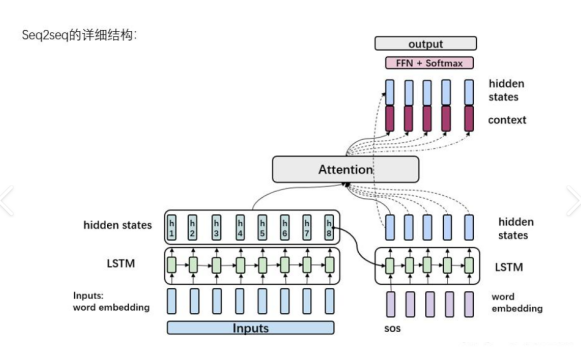 Seq2seq的详细结构：
output
FFN + Softmax
hidden
states
context
Attention
hidden states
h
1
h
2
h
3
h
4
h
5
h
6
h
7
h
8
hidden
states
LSTM
LSTM
Inputs:
word embedding
word
embedding
Inputs
sos